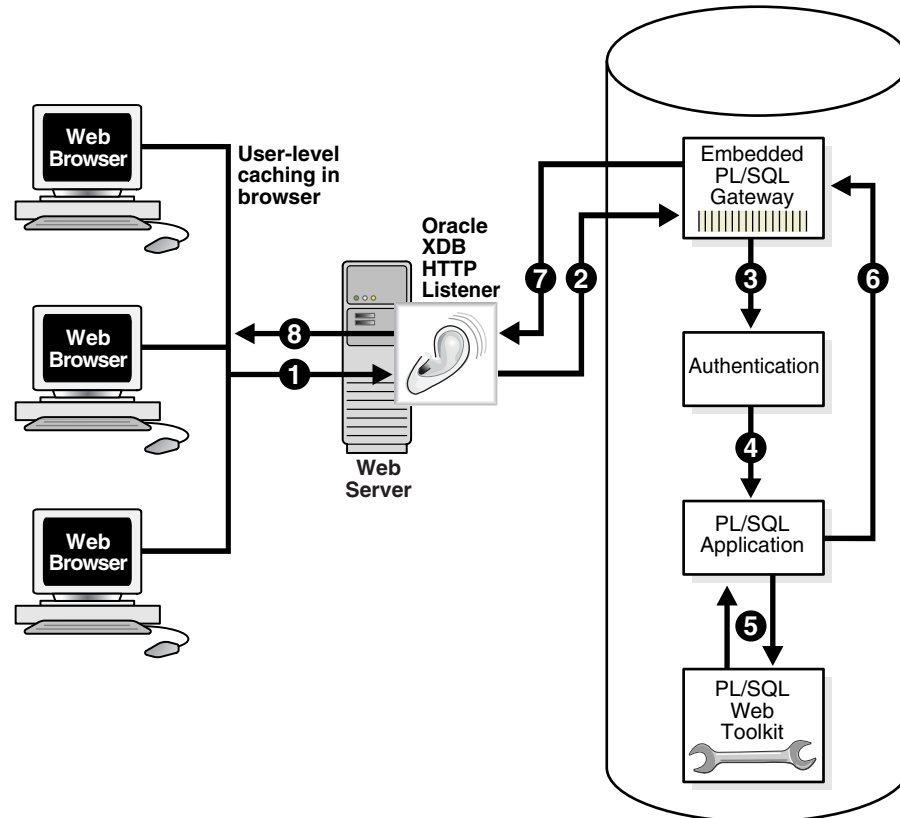 Web
Browser
User-level
caching in
browser
Web
Browser
Web
Browser
Oracle
XDB
HTTP
Listener
8
1
Web
Server
7
2
Embedded
PL/SQL
Gateway
3
6
Authentication
4
PL/SQL
Application
5
PL/SQL
Web
Toolkit